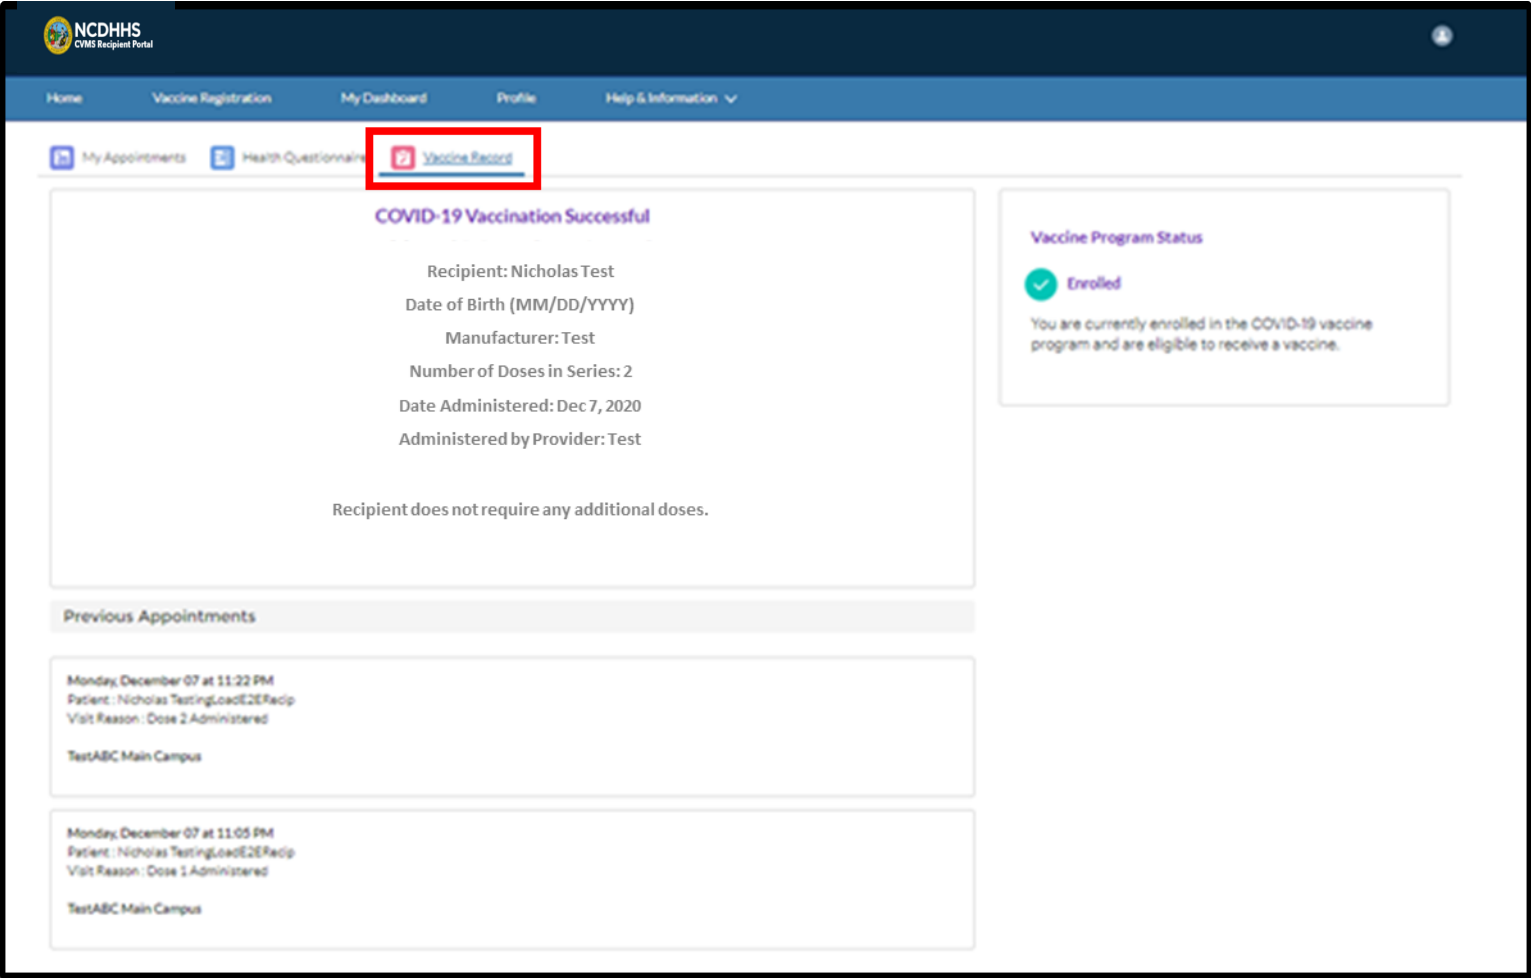 NCDHHS
CVMS Recipient Portal
Home Vaccine Registration My Dashboard Profile Help & Information
My Appointments Health Questionnaire Vaccine Record
COVID-19 Vaccination Successful
Recipient: Nicholas Test
Date of Birth (MM/DD/YYYY)
Manufacturer: Test
Number of Doses in Series: 2
Date Administered: Dec 7, 2020
Administered by Provider: Test
Recipient does not require any additional doses.
Vaccine Program Status
Enrolled
You are currently enrolled in the COVID-19 vaccine
program and are eligible to receive a vaccine.
Previous Appointments
Monday, December 07 at 11:22 PM
Patient : Nicholas TestingLoadE2ERecip
Visit Reason : Dose 2 Administered
TestABC Main Campus
Monday, December 07 at 11:05 PM
Patient : Nicholas TestingLoadE2ERecip
Visit Reason : Dose 1 Administered
TestABC Main Campus